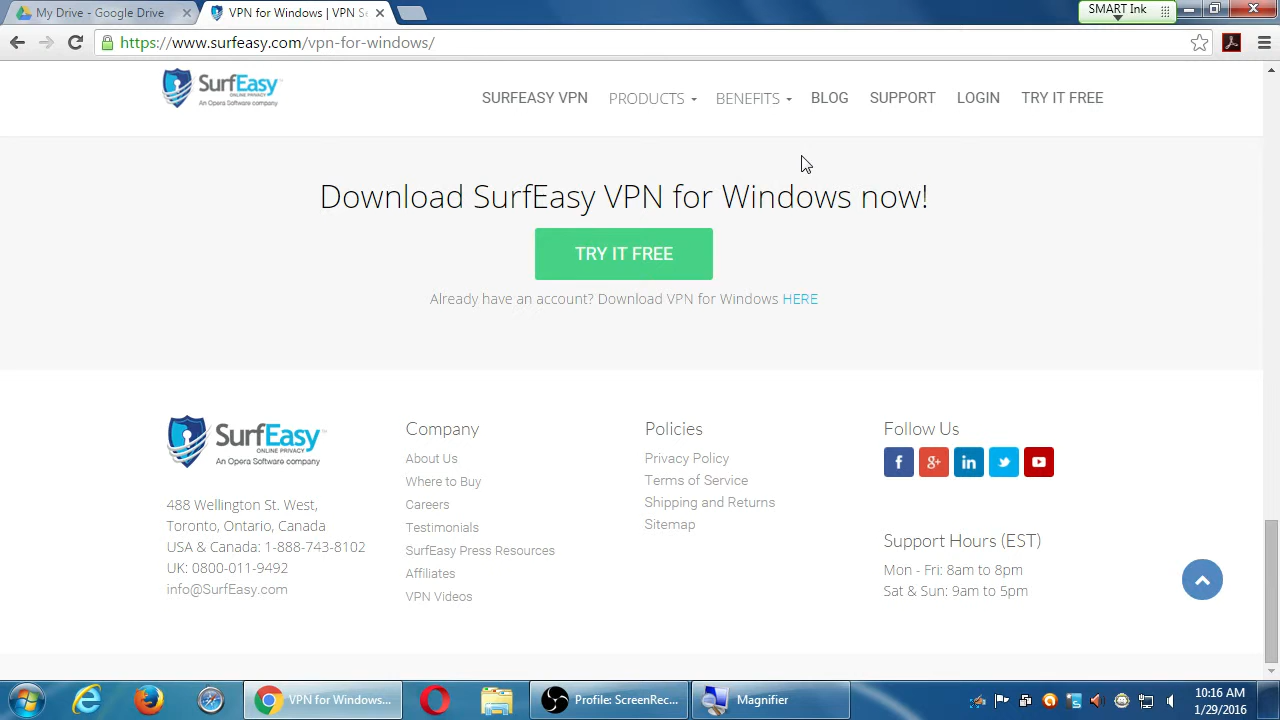 My Drive - Google Drive
VPN for Windows | VPN Se
SMART Ink
https://www.surfeasy.com/vpn-for-windows/
SurfEasy
ONLINE PRIVACY
An Opera Software company
SURFEASY VPN
PRODUCTS
BENEFITS
BLOG
SUPPORT
LOGIN
TRY IT FREE
Download SurfEasy VPN for Windows now!
TRY IT FREE
Already have an account? Download VPN for Windows HERE
SurfEasy™
ONLINE PRIVACY
An Opera Software company
488 Wellington St. West,
Toronto, Ontario, Canada
USA & Canada: 1-888-743-8102
UK: 0800-011-9492
info@SurfEasy.com
Company
About Us
Where to Buy
Careers
Testimonials
SurfEasy Press Resources
Affiliates
VPN Videos
Policies
Privacy Policy
Terms of Service
Shipping and Returns
Sitemap
Follow Us
Support Hours (EST)
Mon - Fri: 8am to 8pm
Sat & Sun: 9am to 5pm
VPN for Windows...
Profile: ScreenRec...
Magnifier
10:16 AM
1/29/2016